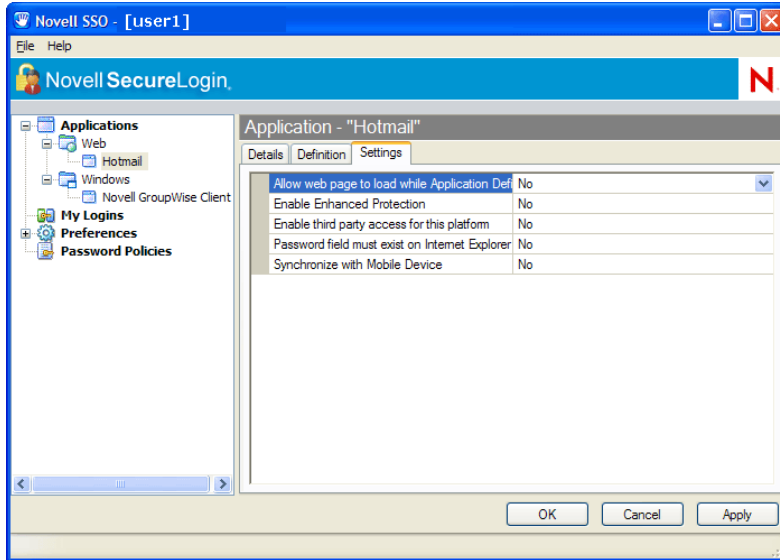 Novell SSO - [user1]
File Help
Novell SecureLogin.
N.
Applications
Web
Hotmail
Windows
Novell GroupWise Client
My Logins
Preferences
Password Policies
Application - "Hotmail"
Details Definition Settings
Allow web page to load while Application Defi No
Enable Enhanced Protection No
Enable third party access for this platform No
Password field must exist on Internet Explorer No
Synchronize with Mobile Device No
OK Cancel Apply